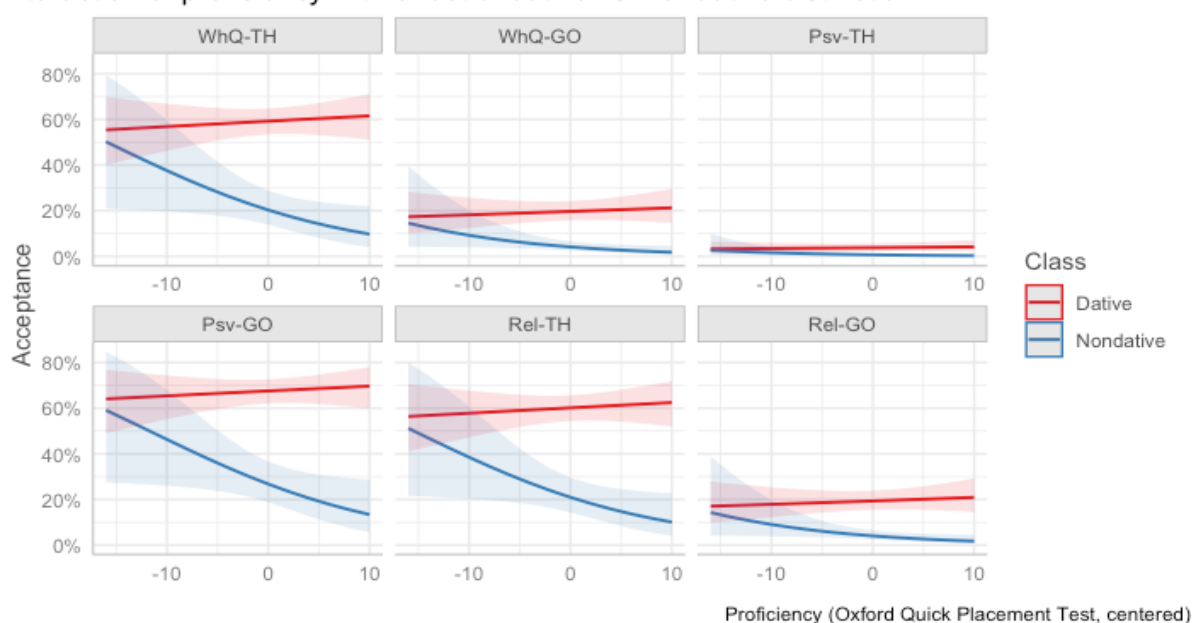 WhQ-TH WhQ-GO Psv-TH
80%
60%
40%
20%
0%
-10 0 10 -10 0 10 -10 0 10
Acceptance
Psv-GO Rel-TH Rel-GO
80%
60%
40%
20%
0%
-10 0 10 -10 0 10 -10 0 10
Class
Dative
Nondative
Proficiency (Oxford Quick Placement Test, centered)